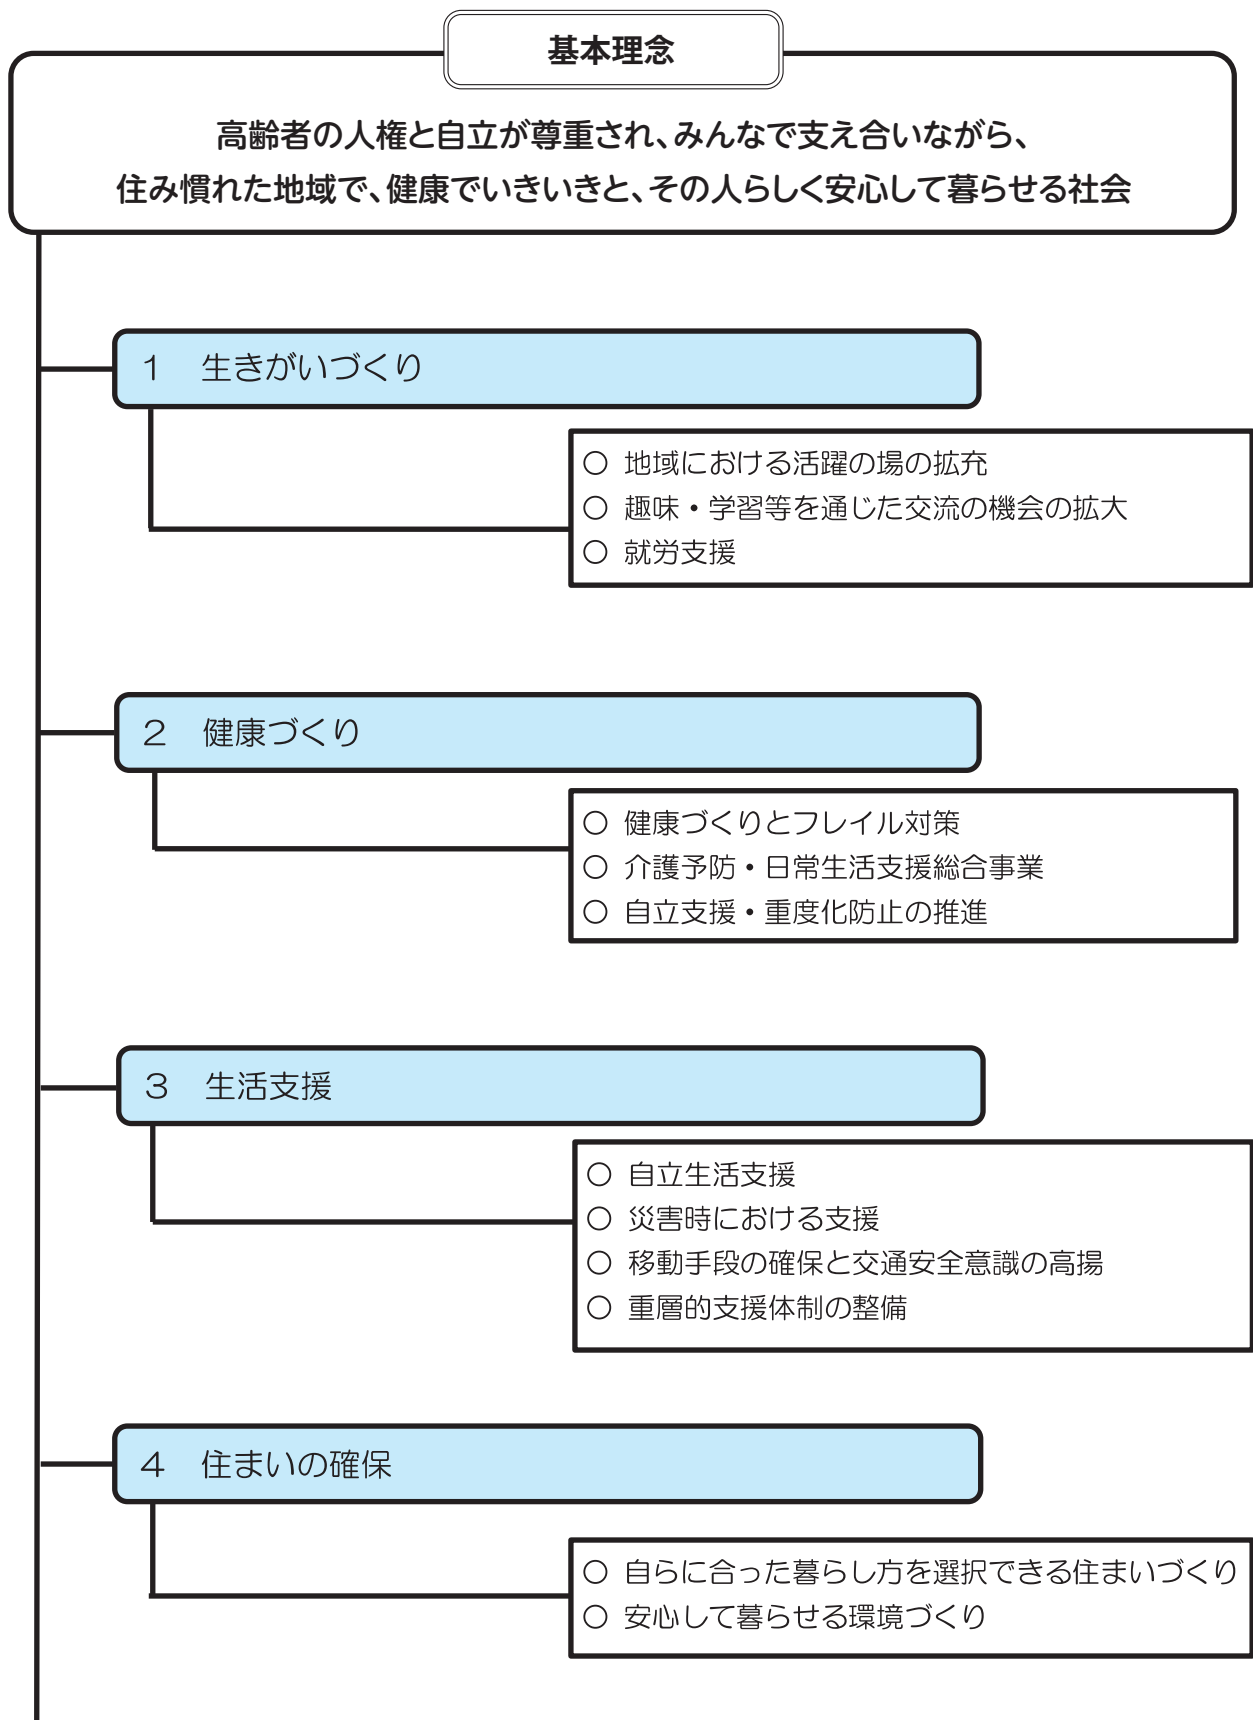 基本理念
高齢者の人権と自立が尊重され、みんなで支え合いながら、
住み慣れた地域で、健康でいきいきと、その人らしく安心して暮らせる社会
1　生きがいづくり
○ 地域における活躍の場の拡充
○ 趣味・学習等を通じた交流の機会の拡大
○ 就労支援
2　健康づくり
○ 健康づくりとフレイル対策
○ 介護予防・日常生活支援総合事業
○ 自立支援・重度化防止の推進
3　生活支援
○ 自立生活支援
○ 災害時における支援
○ 移動手段の確保と交通安全意識の高揚
○ 重層的支援体制の整備
4　住まいの確保
○ 自らに合った暮らし方を選択できる住まいづくり
○ 安心して暮らせる環境づくり